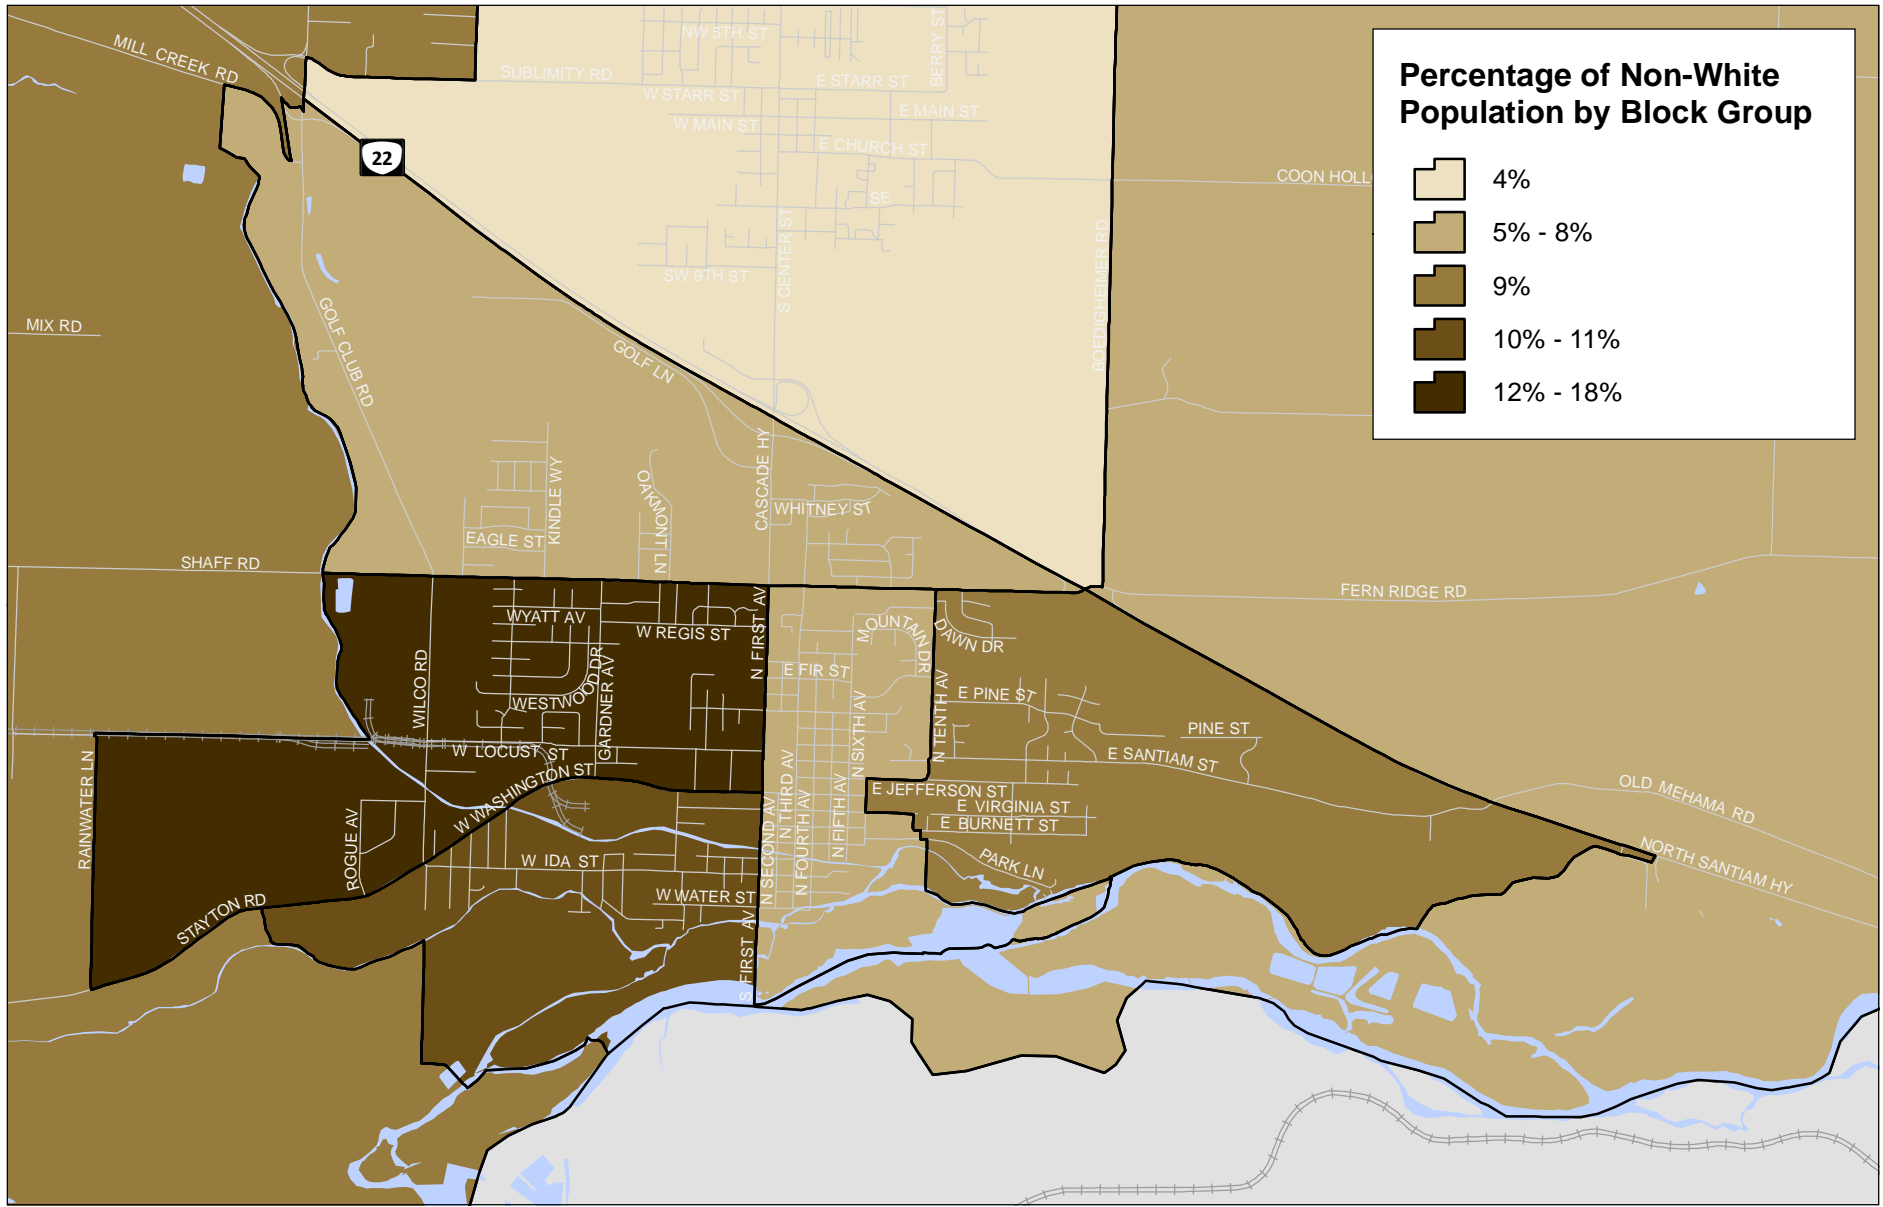 Percentage of Non-White
Population by Block Group
4%
5% - 8%
9%
10% - 11%
12% - 18%
NW 5TH ST
BERRY ST
MILL CREEK RD
SUBLIMITY RD
E STARR ST
W STARR ST
E MAIN ST
W MAIN ST
E CHURCH ST
22
COON HOLL
SE
S CENTER ST
BOEDIGHEIMER RD
SW 9TH ST
MIX RD
GOLF CLUB RD
GOLF LN
CASCADE HY
KINDLE WY
OAKMONT LN
WHITNEY ST
EAGLE ST
SHAFF RD
FERN RIDGE RD
WYATT AV
W REGIS ST
N FIRST AV
MOUNTAIN DR
DAWN DR
WILCO RD
WESTWOOD DR
GARDNER AV
E FIR ST
N SIXTH AV
N TENTH AV
E PINE ST
PINE ST
W LOCUST ST
E SANTIAM ST
W WASHINGTON ST
RAINWATER LN
ROGUE AV
N SECOND AV
N THIRD AV
N FOURTH AV
N FIFTH AV
E JEFFERSON ST
E VIRGINIA ST
E BURNETT ST
OLD MEHAMA RD
NORTH SANTIAM HY
W IDA ST
PARK LN
W WATER ST
STAYTON RD
S FIRST AV